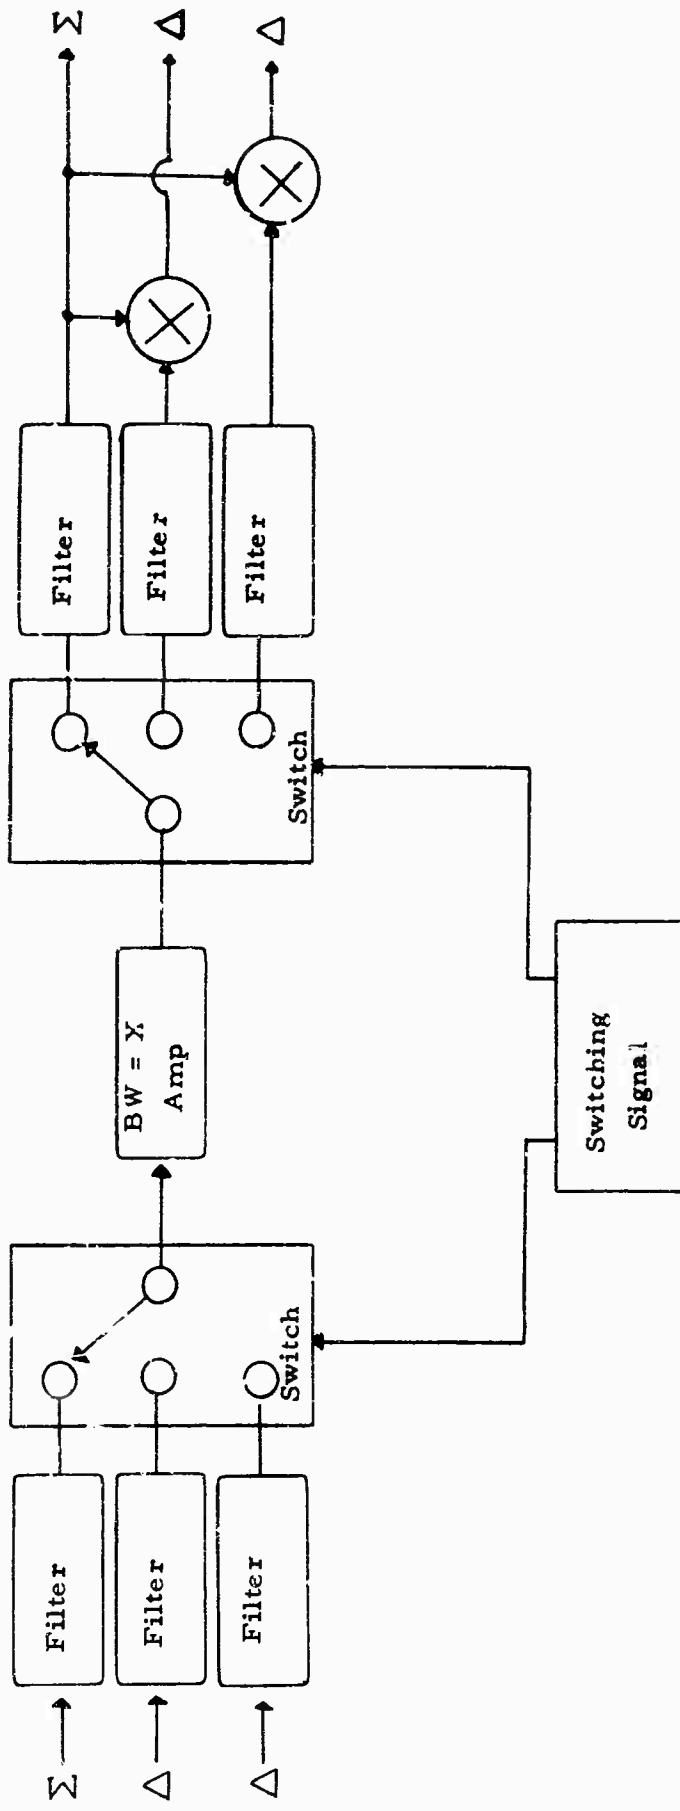 Σ
Δ
Δ
Filter
Filter
Filter
Switch
BW = X
Amp
Switch
Filter
Filter
Filter
Σ
Δ
Δ
Switching
Signal